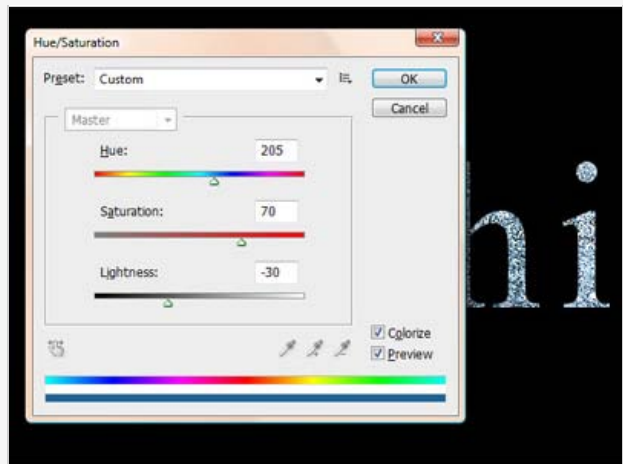 Hue/Saturation
Preset: Custom
OK
Cancel
Master
Hue: 205
Saturation: 70
Lightness: -30
Colorize
Preview
hi